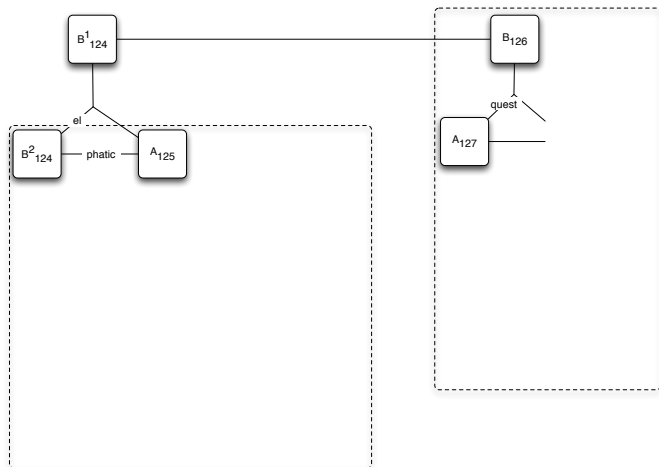 B¹₁₂₄
B₁₂₆
el
quest
B²₁₂₄
phatic
A₁₂₅
A₁₂₇